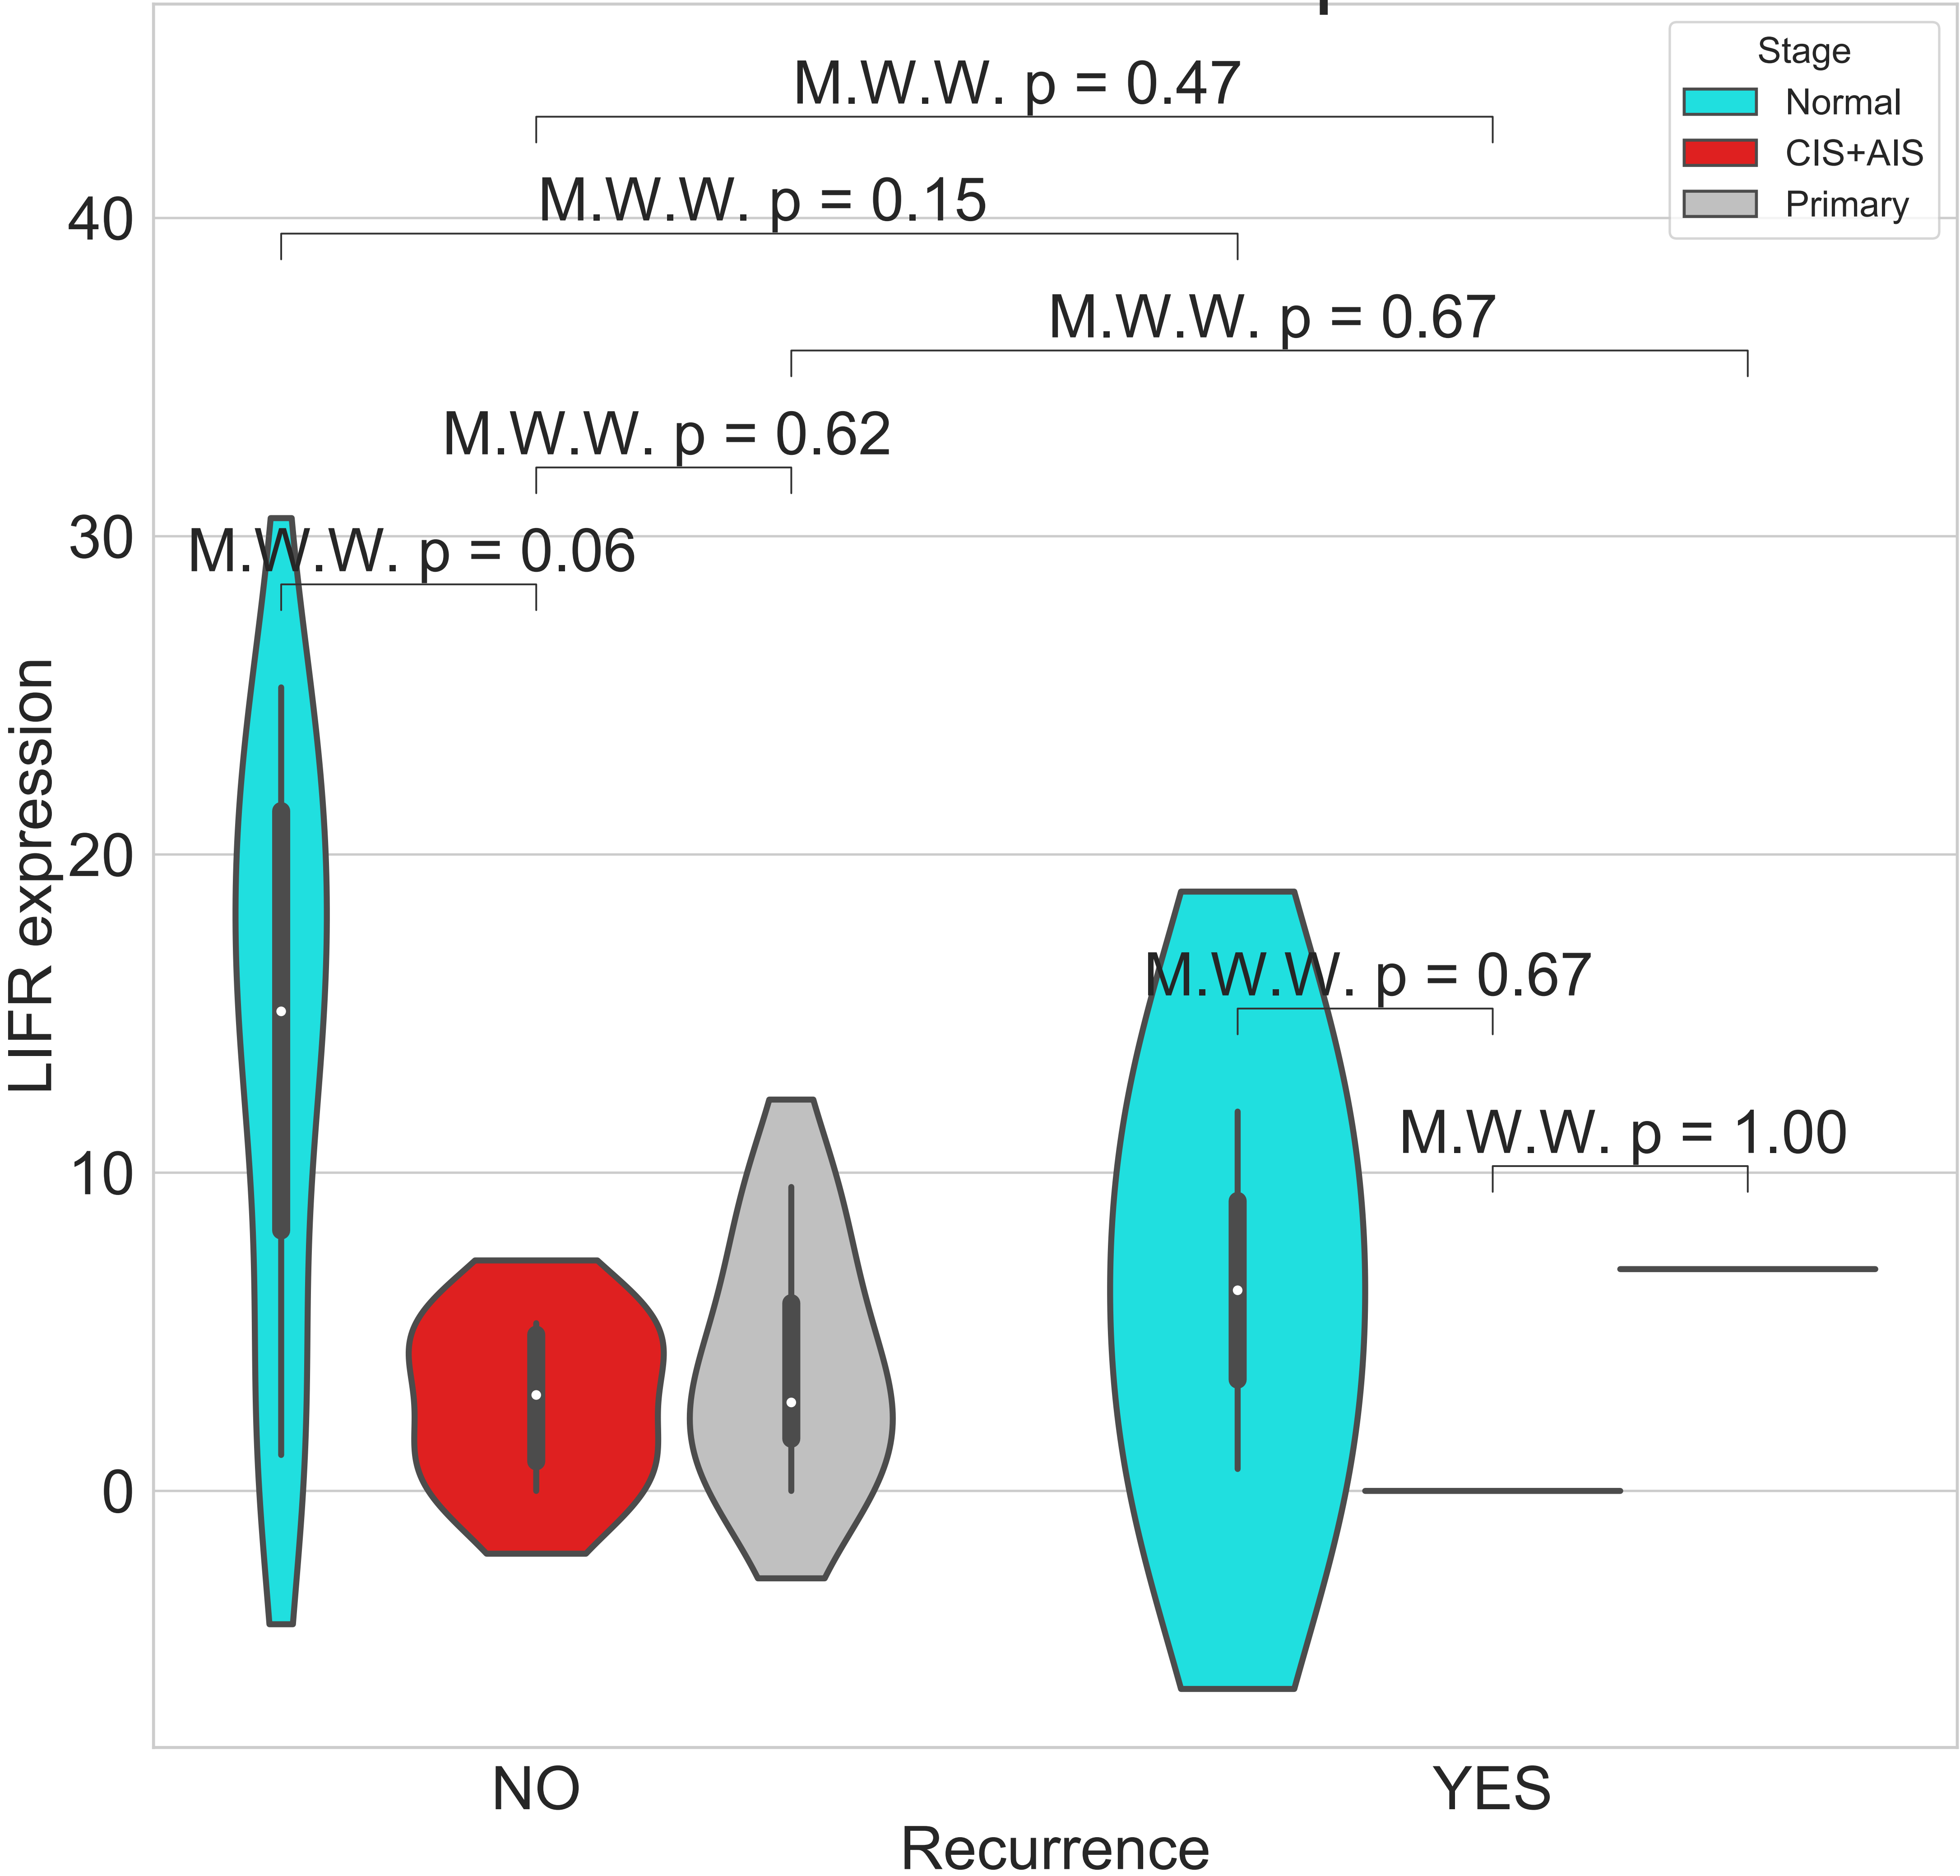 Stage
Normal
CIS+AIS
Primary
M.W.W. p = 0.47
M.W.W. p = 0.15
M.W.W. p = 0.67
M.W.W. p = 0.62
M.W.W. p = 0.06
M.W.W. p = 0.67
M.W.W. p = 1.00
40
30
20
10
0
LIFR expression
NO
YES
Recurrence